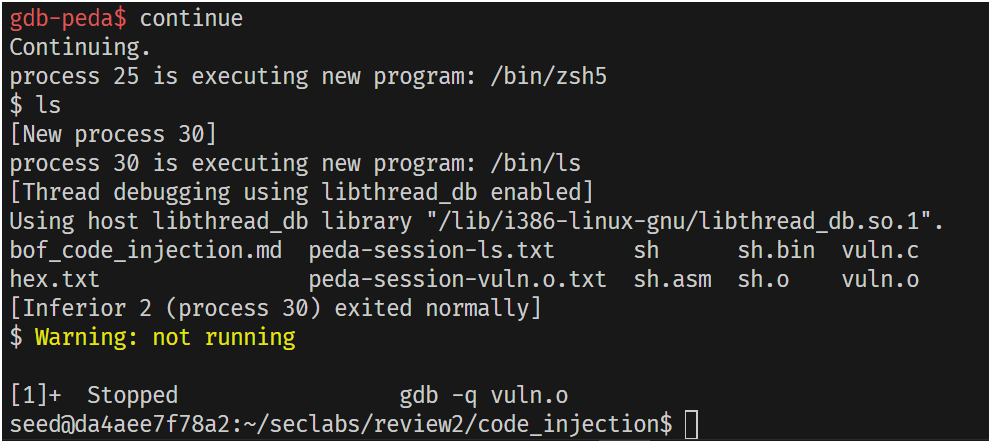 gdb-peda$ continue
Continuing.
process 25 is executing new program: /bin/zsh5
$ ls
[New process 30]
process 30 is executing new program: /bin/ls
[Thread debugging using libthread_db enabled]
Using host libthread_db library "/lib/i386-linux-gnu/libthread_db.so.1".
bof_code_injection.md  peda-session-ls.txt      sh      sh.bin  vuln.c
hex.txt                peda-session-vuln.o.txt  sh.asm  sh.o    vuln.o
[Inferior 2 (process 30) exited normally]
$ Warning: not running
[1]+  Stopped                 gdb -q vuln.o
seed@da4aee7f78a2:~/seclabs/review2/code_injection$